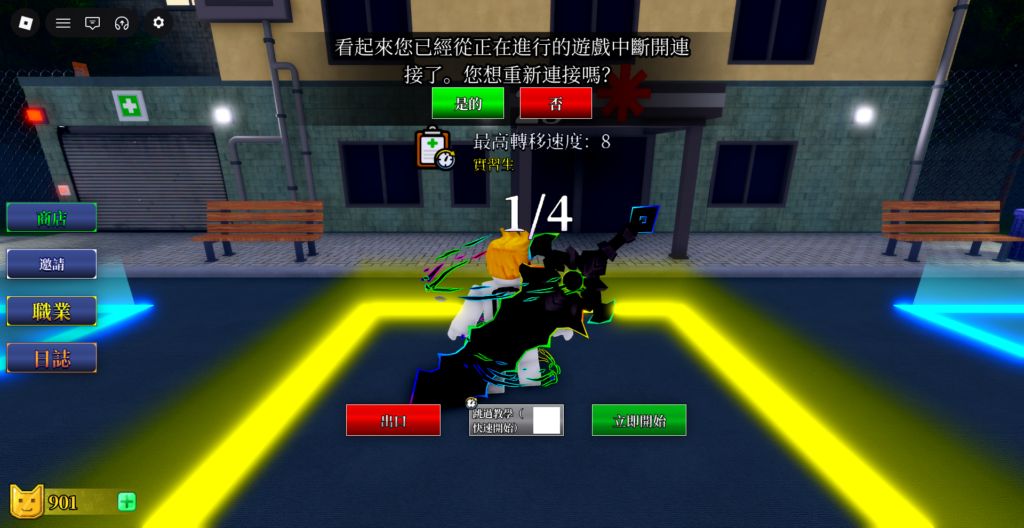 看起來您已經從正在進行的遊戲中斷開連
接了。您想重新連接嗎？
是的
否
最高轉移速度：8
實習生
1/4
商店
邀請
職業
日誌
出口
跳過教學（
快速開始）
立即開始
901